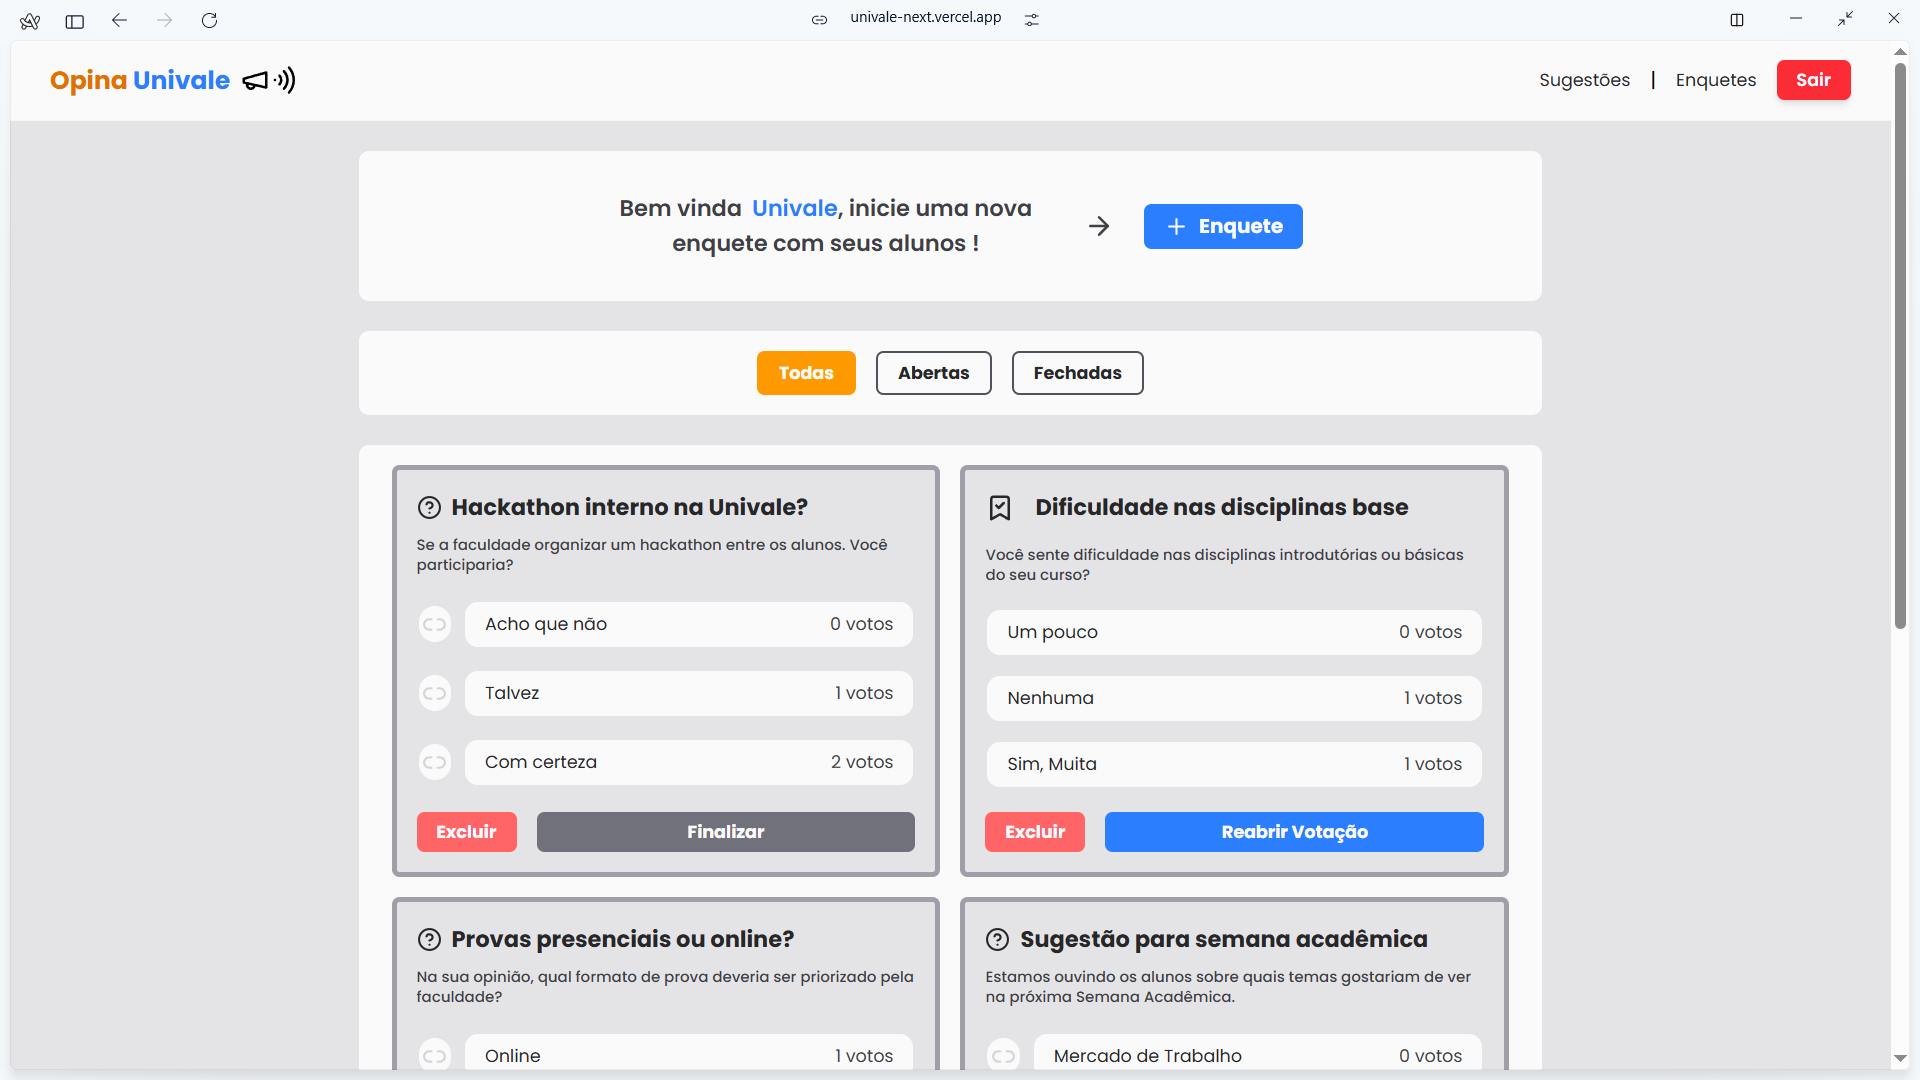 univale-next.vercel.app
Opina Univale
Sugestões | Enquetes Sair
Bem vinda Univale, inicie uma nova
enquete com seus alunos !
Enquete
Todas Abertas Fechadas
Hackathon interno na Univale?
Se a faculdade organizar um hackathon entre os alunos. Você
participaria?
Acho que não 0 votos
Talvez 1 votos
Com certeza 2 votos
Excluir Finalizar
Dificuldade nas disciplinas base
Você sente dificuldade nas disciplinas introdutórias ou básicas
do seu curso?
Um pouco 0 votos
Nenhuma 1 votos
Sim, Muita 1 votos
Excluir Reabrir Votação
Provas presenciais ou online?
Na sua opinião, qual formato de prova deveria ser priorizado pela
faculdade?
Online 1 votos
Sugestão para semana acadêmica
Estamos ouvindo os alunos sobre quais temas gostariam de ver
na próxima Semana Acadêmica.
Mercado de Trabalho 0 votos